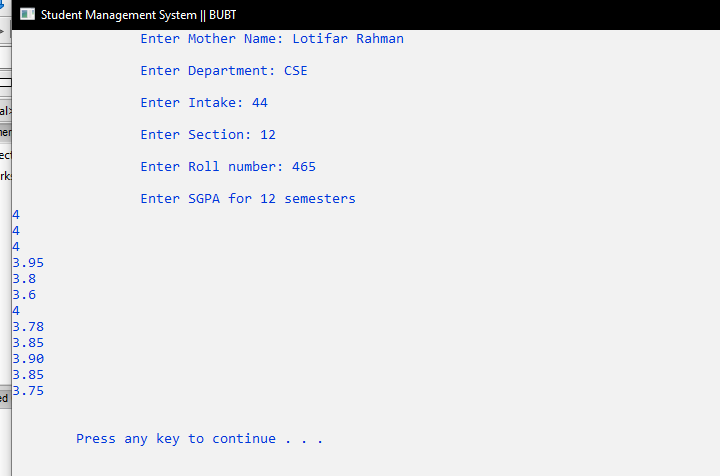 Student Management System || BUBT
Enter Mother Name: Lotifar Rahman
Enter Department: CSE
Enter Intake: 44
Enter Section: 12
Enter Roll number: 465
Enter SGPA for 12 semesters
4
4
4
3.95
3.8
3.6
4
3.78
3.85
3.90
3.85
3.75
Press any key to continue . . .